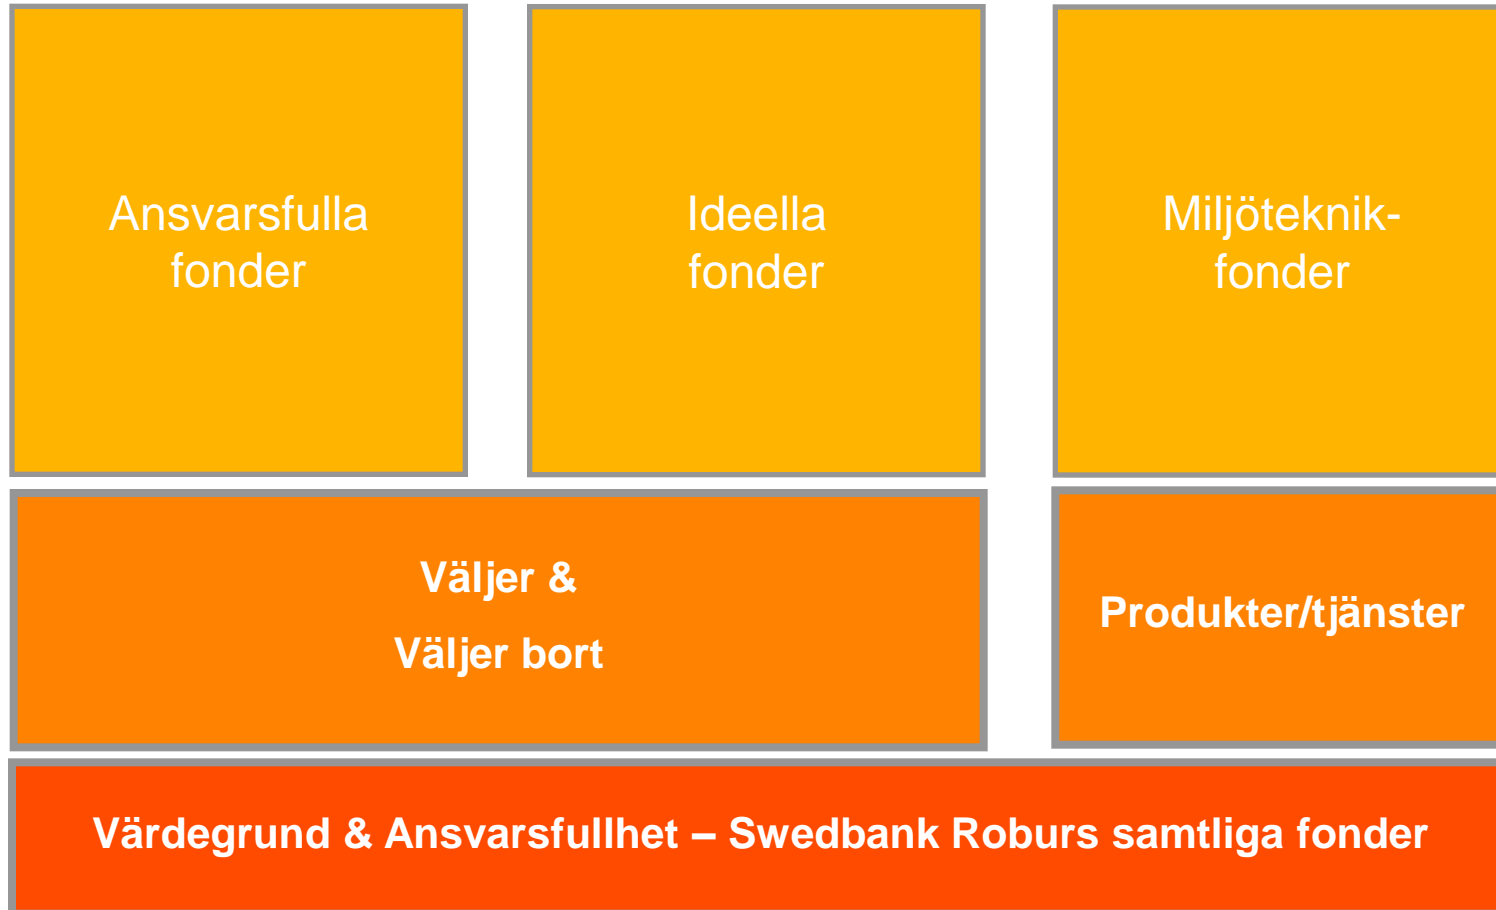 Ansvarsfulla
fonder
Ideella
fonder
Miljöteknik-
fonder
Väljer &
Väljer bort
Produkter/tjänster
Värdegrund & Ansvarsfullhet – Swedbank Roburs samtliga fonder